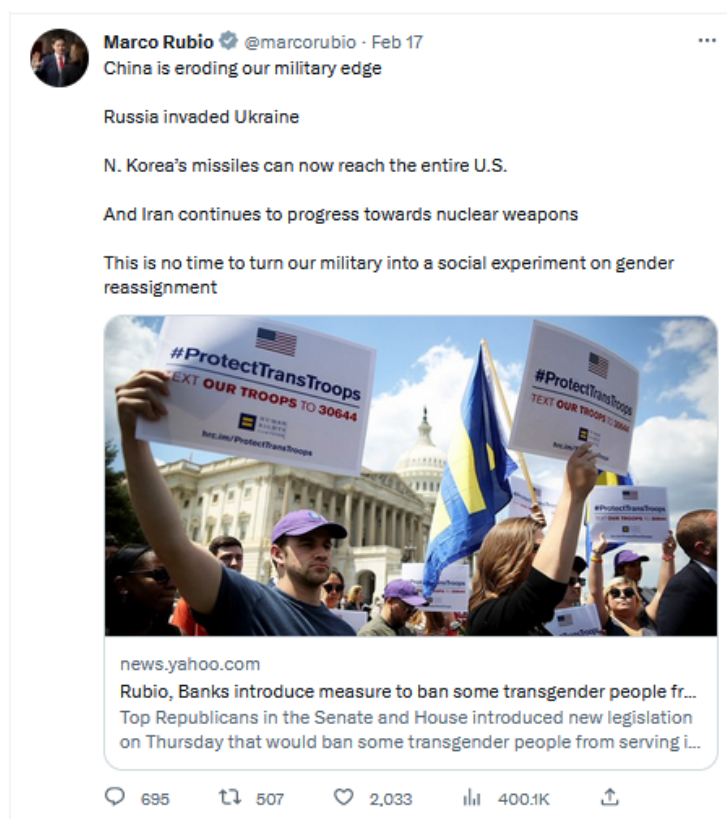 Marco Rubio @marcorubio · Feb 17 ...
China is eroding our military edge
Russia invaded Ukraine
N. Korea's missiles can now reach the entire U.S.
And Iran continues to progress towards nuclear weapons
This is no time to turn our military into a social experiment on gender
reassignment
#ProtectTransTroops
TEXT OUR TROOPS TO 30644
HUMAN
RIGHTS
hrc.im/ProtectTransTroops
#ProtectTransTroops
TEXT OUR TROOPS TO 30644
hrc.im/ProtectTransTroops
#ProtectTransTroops
news.yahoo.com
Rubio, Banks introduce measure to ban some transgender people fr...
Top Republicans in the Senate and House introduced new legislation
on Thursday that would ban some transgender people from serving i...
695 507 2,033 400.1K